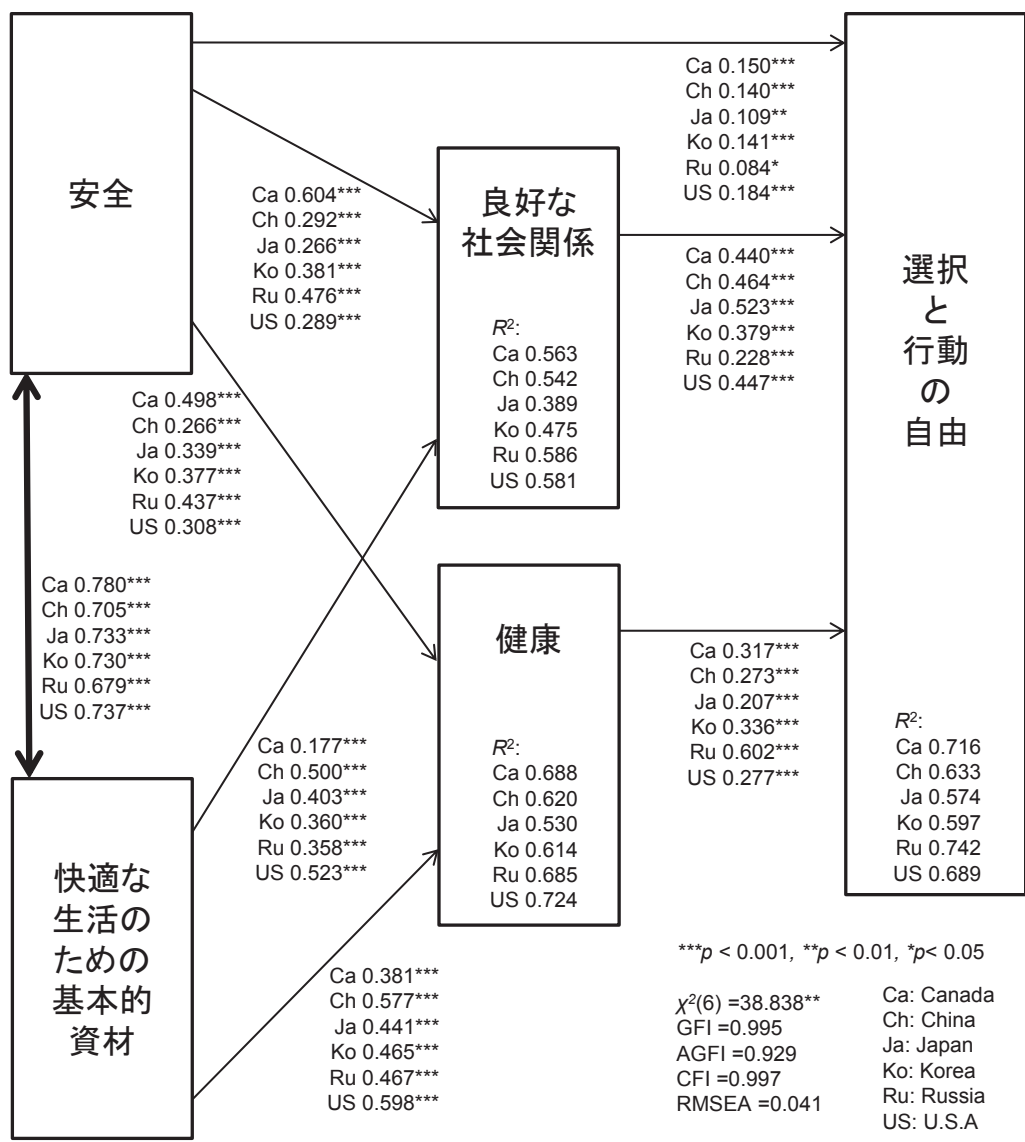 安全
Ca 0.150***
Ch 0.140***
Ja 0.109**
Ko 0.141***
Ru 0.084*
US 0.184***
Ca 0.604***
Ch 0.292***
Ja 0.266***
Ko 0.381***
Ru 0.476***
US 0.289***
良好な
社会関係
R²:
Ca 0.563
Ch 0.542
Ja 0.389
Ko 0.475
Ru 0.586
US 0.581
Ca 0.440***
Ch 0.464***
Ja 0.523***
Ko 0.379***
Ru 0.228***
US 0.447***
選択
と
行動
の
自由
R²:
Ca 0.716
Ch 0.633
Ja 0.574
Ko 0.597
Ru 0.742
US 0.689
Ca 0.498***
Ch 0.266***
Ja 0.339***
Ko 0.377***
Ru 0.437***
US 0.308***
Ca 0.780***
Ch 0.705***
Ja 0.733***
Ko 0.730***
Ru 0.679***
US 0.737***
健康
R²:
Ca 0.688
Ch 0.620
Ja 0.530
Ko 0.614
Ru 0.685
US 0.724
Ca 0.317***
Ch 0.273***
Ja 0.207***
Ko 0.336***
Ru 0.602***
US 0.277***
Ca 0.177***
Ch 0.500***
Ja 0.403***
Ko 0.360***
Ru 0.358***
US 0.523***
快適な
生活の
ための
基本的
資材
Ca 0.381***
Ch 0.577***
Ja 0.441***
Ko 0.465***
Ru 0.467***
US 0.598***
***p < 0.001, **p < 0.01, *p< 0.05
χ²(6) =38.838**
GFI =0.995
AGFI =0.929
CFI =0.997
RMSEA =0.041
Ca: Canada
Ch: China
Ja: Japan
Ko: Korea
Ru: Russia
US: U.S.A